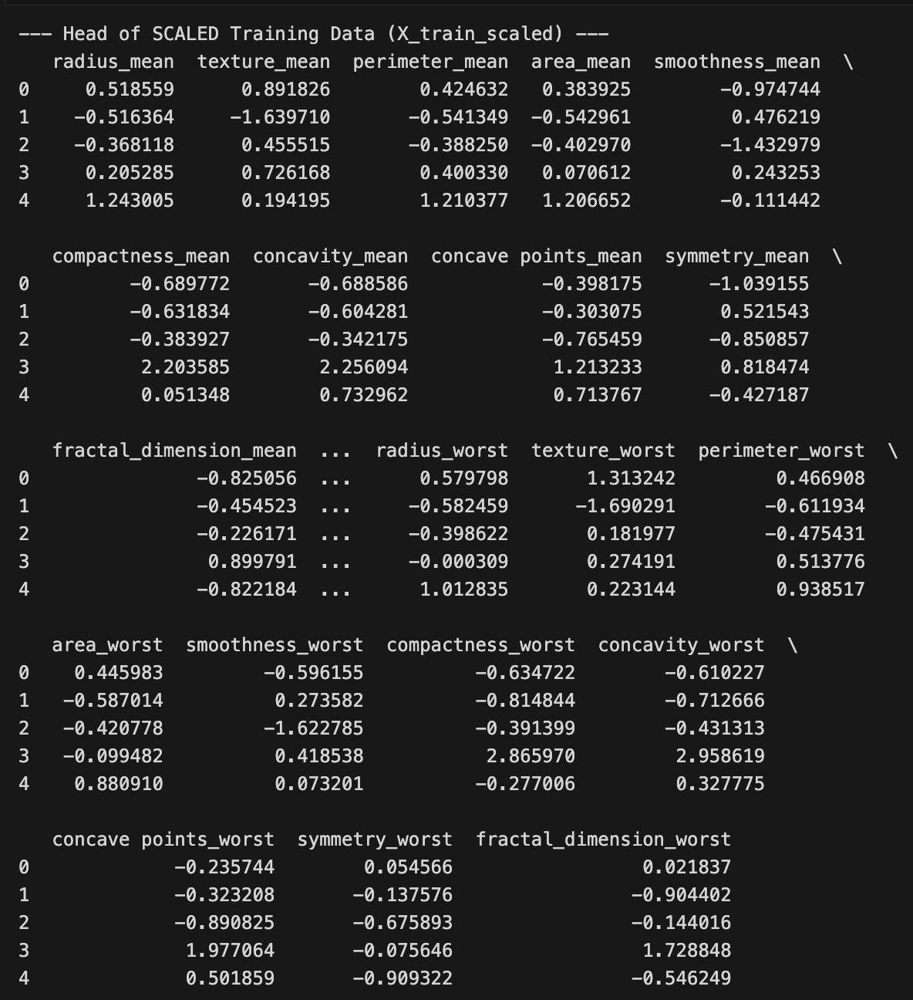 --- Head of SCALED Training Data (X_train_scaled) ---
   radius_mean  texture_mean  perimeter_mean  area_mean  smoothness_mean  \
0     0.518559      0.891826        0.424632   0.383925        -0.974744
1    -0.516364     -1.639710       -0.541349  -0.542961         0.476219
2    -0.368118      0.455515       -0.388250  -0.402970        -1.432979
3     0.205285      0.726168        0.400330   0.070612         0.243253
4     1.243005      0.194195        1.210377   1.206652        -0.111442

   compactness_mean  concavity_mean  concave points_mean  symmetry_mean  \
0         -0.689772       -0.688586            -0.398175      -1.039155
1         -0.631834       -0.604281            -0.303075       0.521543
2         -0.383927       -0.342175            -0.765459      -0.850857
3          2.203585        2.256094             1.213233       0.818474
4          0.051348        0.732962             0.713767      -0.427187

   fractal_dimension_mean  ...  radius_worst  texture_worst  perimeter_worst  \
0               -0.825056  ...      0.579798       1.313242         0.466908
1               -0.454523  ...     -0.582459      -1.690291        -0.611934
2               -0.226171  ...     -0.398622       0.181977        -0.475431
3                0.899791  ...     -0.000309       0.274191         0.513776
4               -0.822184  ...      1.012835       0.223144         0.938517

   area_worst  smoothness_worst  compactness_worst  concavity_worst  \
0    0.445983         -0.596155          -0.634722        -0.610227
1   -0.587014          0.273582          -0.814844        -0.712666
2   -0.420778         -1.622785          -0.391399        -0.431313
3   -0.099482          0.418538           2.865970         2.958619
4    0.880910          0.073201          -0.277006         0.327775

   concave points_worst  symmetry_worst  fractal_dimension_worst
0             -0.235744        0.054566                 0.021837
1             -0.323208       -0.137576                -0.904402
2             -0.890825       -0.675893                -0.144016
3              1.977064       -0.075646                 1.728848
4              0.501859       -0.909322                -0.546249